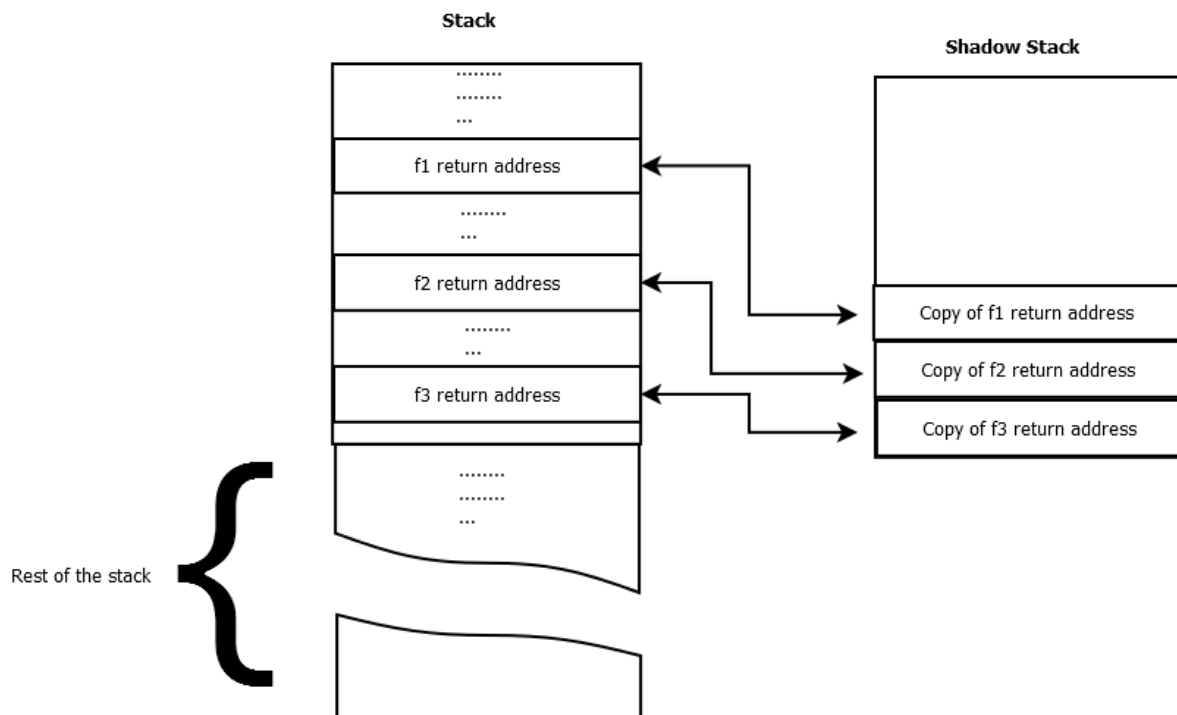 Stack
Shadow Stack
........
........
...
f1 return address
........
...
f2 return address
........
...
f3 return address
Copy of f1 return address
Copy of f2 return address
Copy of f3 return address
........
........
...
Rest of the stack
{